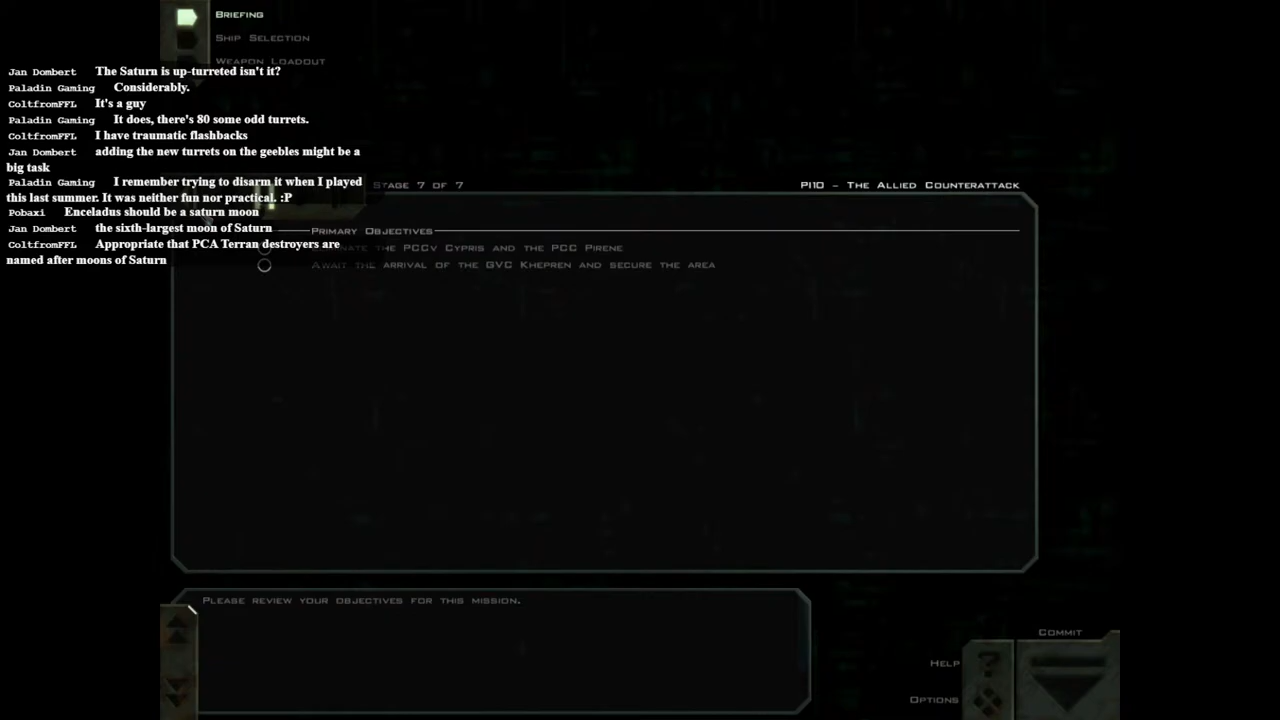 Briefing
Ship Selection
Weapon Loadout
Jan Dombert The Saturn is up-turreted isn't it?
Paladin Gaming Considerably.
ColtfromFFL It's a guy
Paladin Gaming It does, there's 80 some odd turrets.
ColtfromFFL I have traumatic flashbacks
Jan Dombert adding the new turrets on the geebles might be a
big task
Paladin Gaming I remember trying to disarm it when I played
this last summer. It was neither fun nor practical. :P
Pobaxi Enceladus should be a saturn moon
Jan Dombert the sixth-largest moon of Saturn
ColtfromFFL Appropriate that PCA Terran destroyers are
named after moons of Saturn
Stage 7 of 7
PI10 - The Allied Counterattack
Primary Objectives
the PCCv Cypris and the PCC Pirene
Await the arrival of the GVC Khepren and secure the area
Please review your objectives for this mission.
Commit
Help
Options